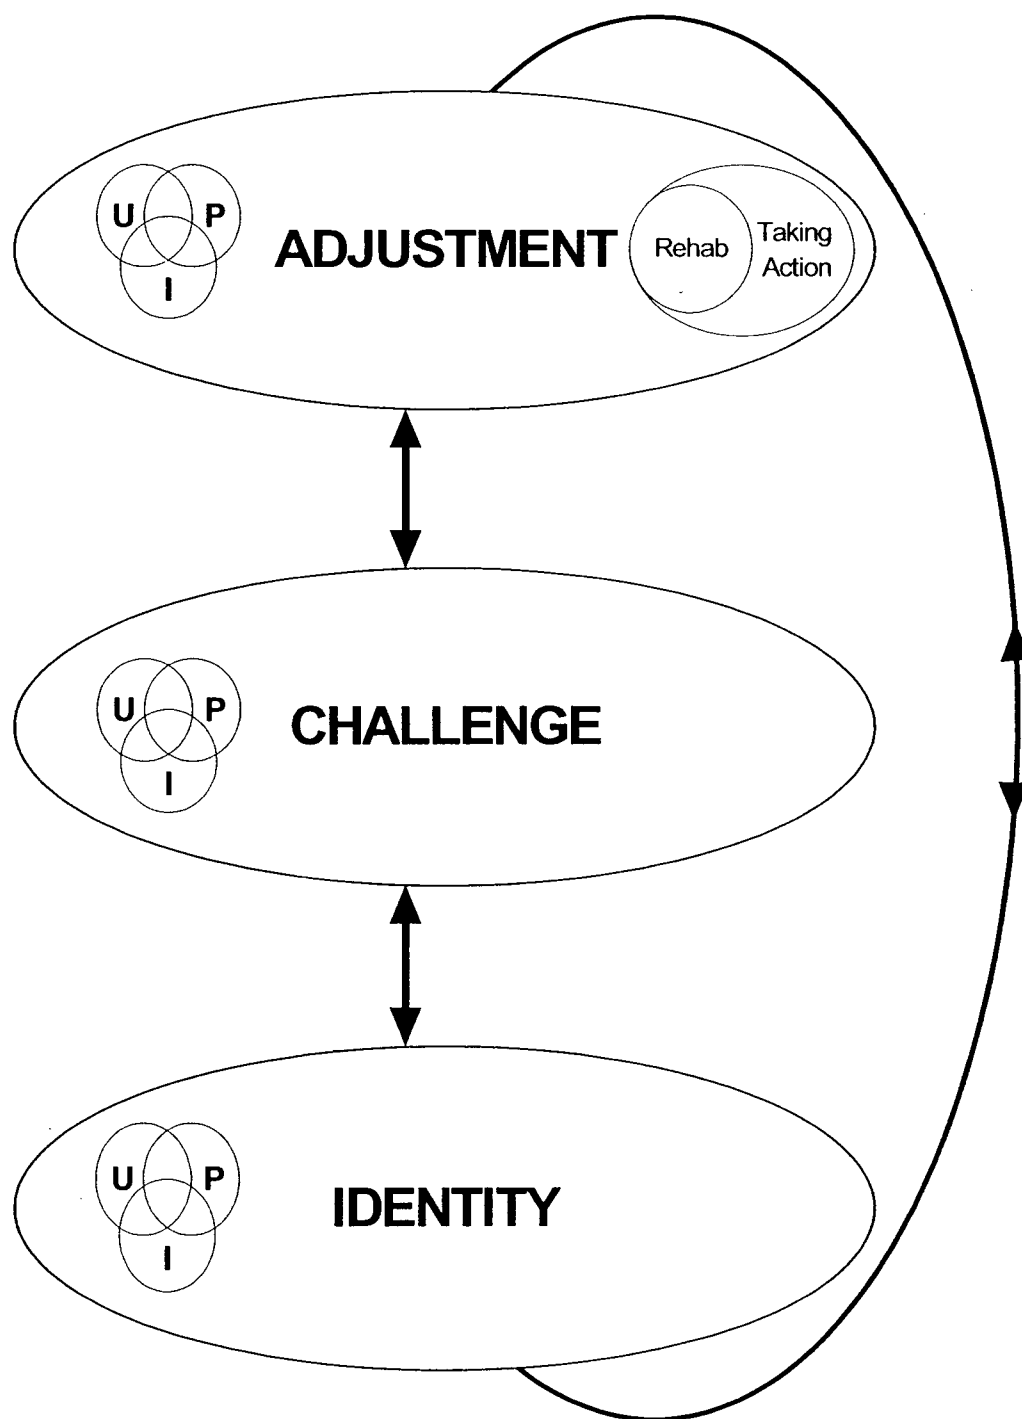 U P
I
ADJUSTMENT
Rehab
Taking
Action
U P
I
CHALLENGE
U P
I
IDENTITY